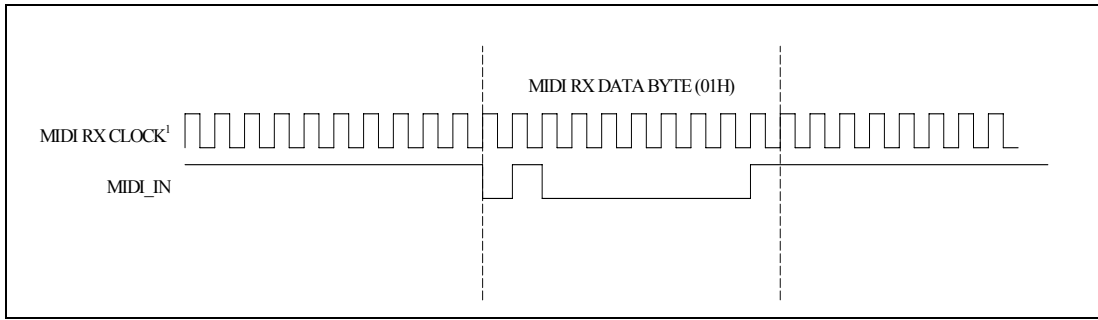 MIDI RX DATA BYTE (01H)
MIDI RX CLOCK¹
MIDI_IN